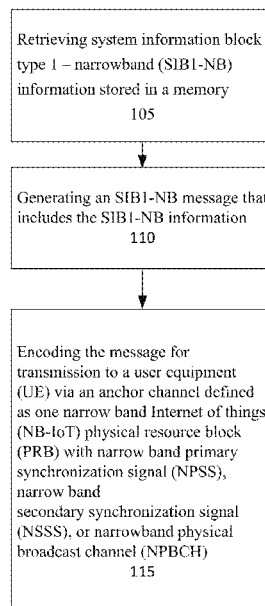 Retrieving system information block
type 1 – narrowband (SIB1-NB)
information stored in a memory
105
Generating an SIB1-NB message that
includes the SIB1-NB information
110
Encoding the message for
transmission to a user equipment
(UE) via an anchor channel defined
as one narrow band Internet of things
(NB-IoT) physical resource block
(PRB) with narrow band primary
synchronization signal (NPSS),
narrow band
secondary synchronization signal
(NSSS), or narrowband physical
broadcast channel (NPBCH)
115